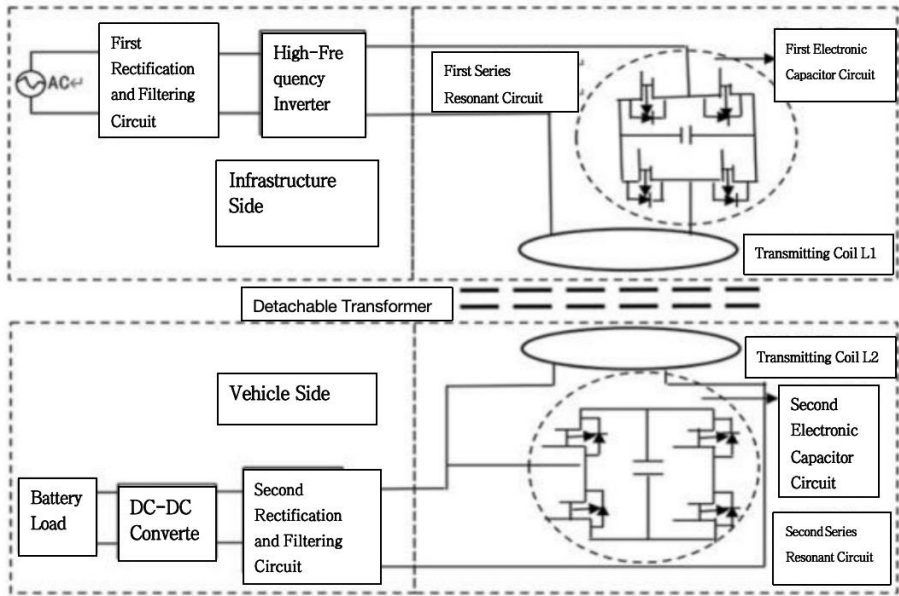 AC↵
First
Rectification
and Filtering
Circuit
High-Fre
quency
Inverter
First Series
Resonant Circuit
First Electronic
Capacitor Circuit
Infrastructure
Side
Transmitting Coil L1
Detachable Transformer
Transmitting Coil L2
Vehicle Side
Second
Electronic
Capacitor
Circuit
Battery
Load
DC-DC
Converte
Second
Rectification
and Filtering
Circuit
Second Series
Resonant Circuit